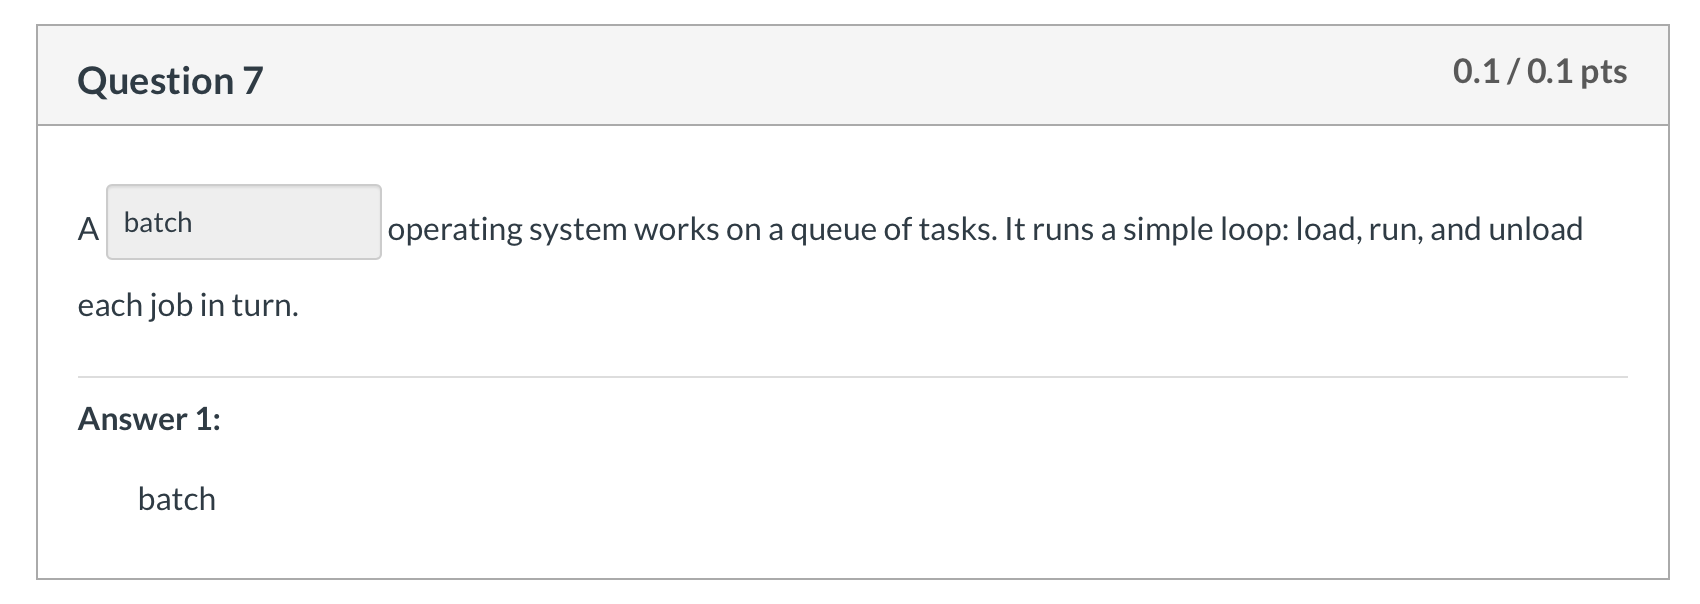 Question 7
0.1 / 0.1 pts
A batch operating system works on a queue of tasks. It runs a simple loop: load, run, and unload
each job in turn.
Answer 1:
batch